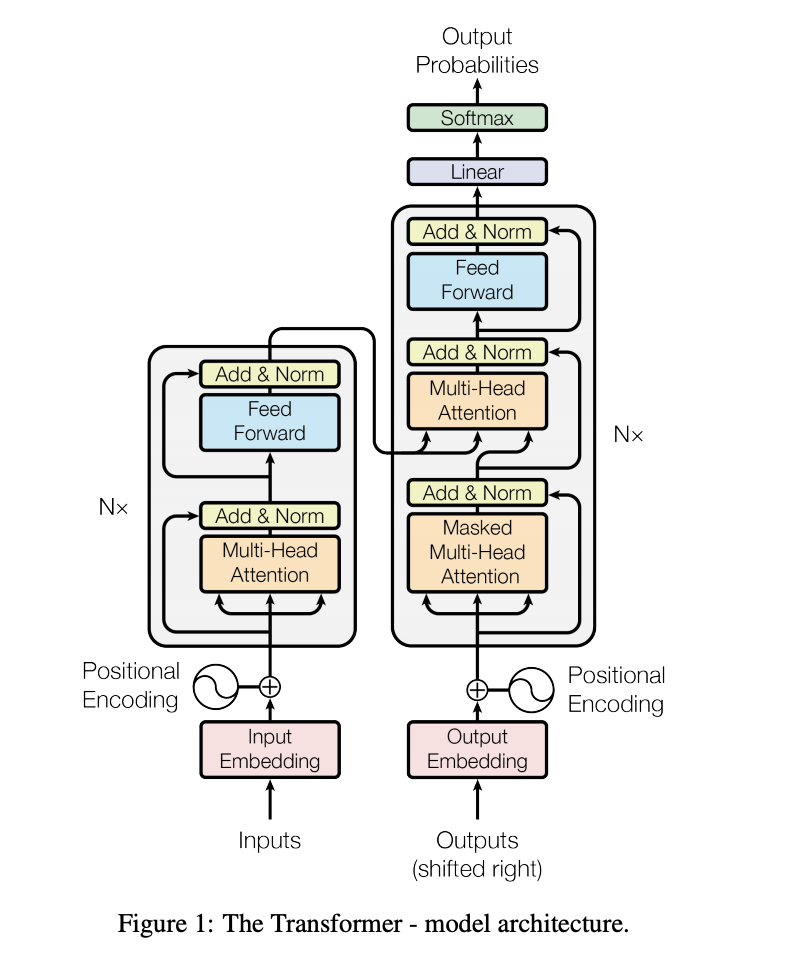 Output
Probabilities
Softmax
Linear
Add & Norm
Feed
Forward
Add & Norm
Multi-Head
Attention
Nx
Add & Norm
Masked
Multi-Head
Attention
Add & Norm
Feed
Forward
Nx
Add & Norm
Multi-Head
Attention
Positional
Encoding
Positional
Encoding
Input
Embedding
Output
Embedding
Inputs
Outputs
(shifted right)
Figure 1: The Transformer - model architecture.